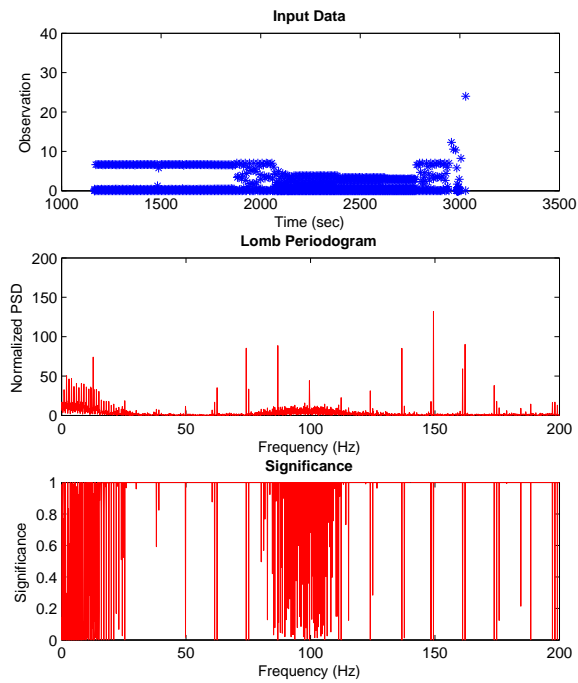 Input Data
40
30
20
10
0
Observation
1000 1500 2000 2500 3000 3500
Time (sec)
Lomb Periodogram
200
150
100
50
0
Normalized PSD
0 50 100 150 200
Frequency (Hz)
Significance
1
0.8
0.6
0.4
0.2
0
Significance
0 50 100 150 200
Frequency (Hz)